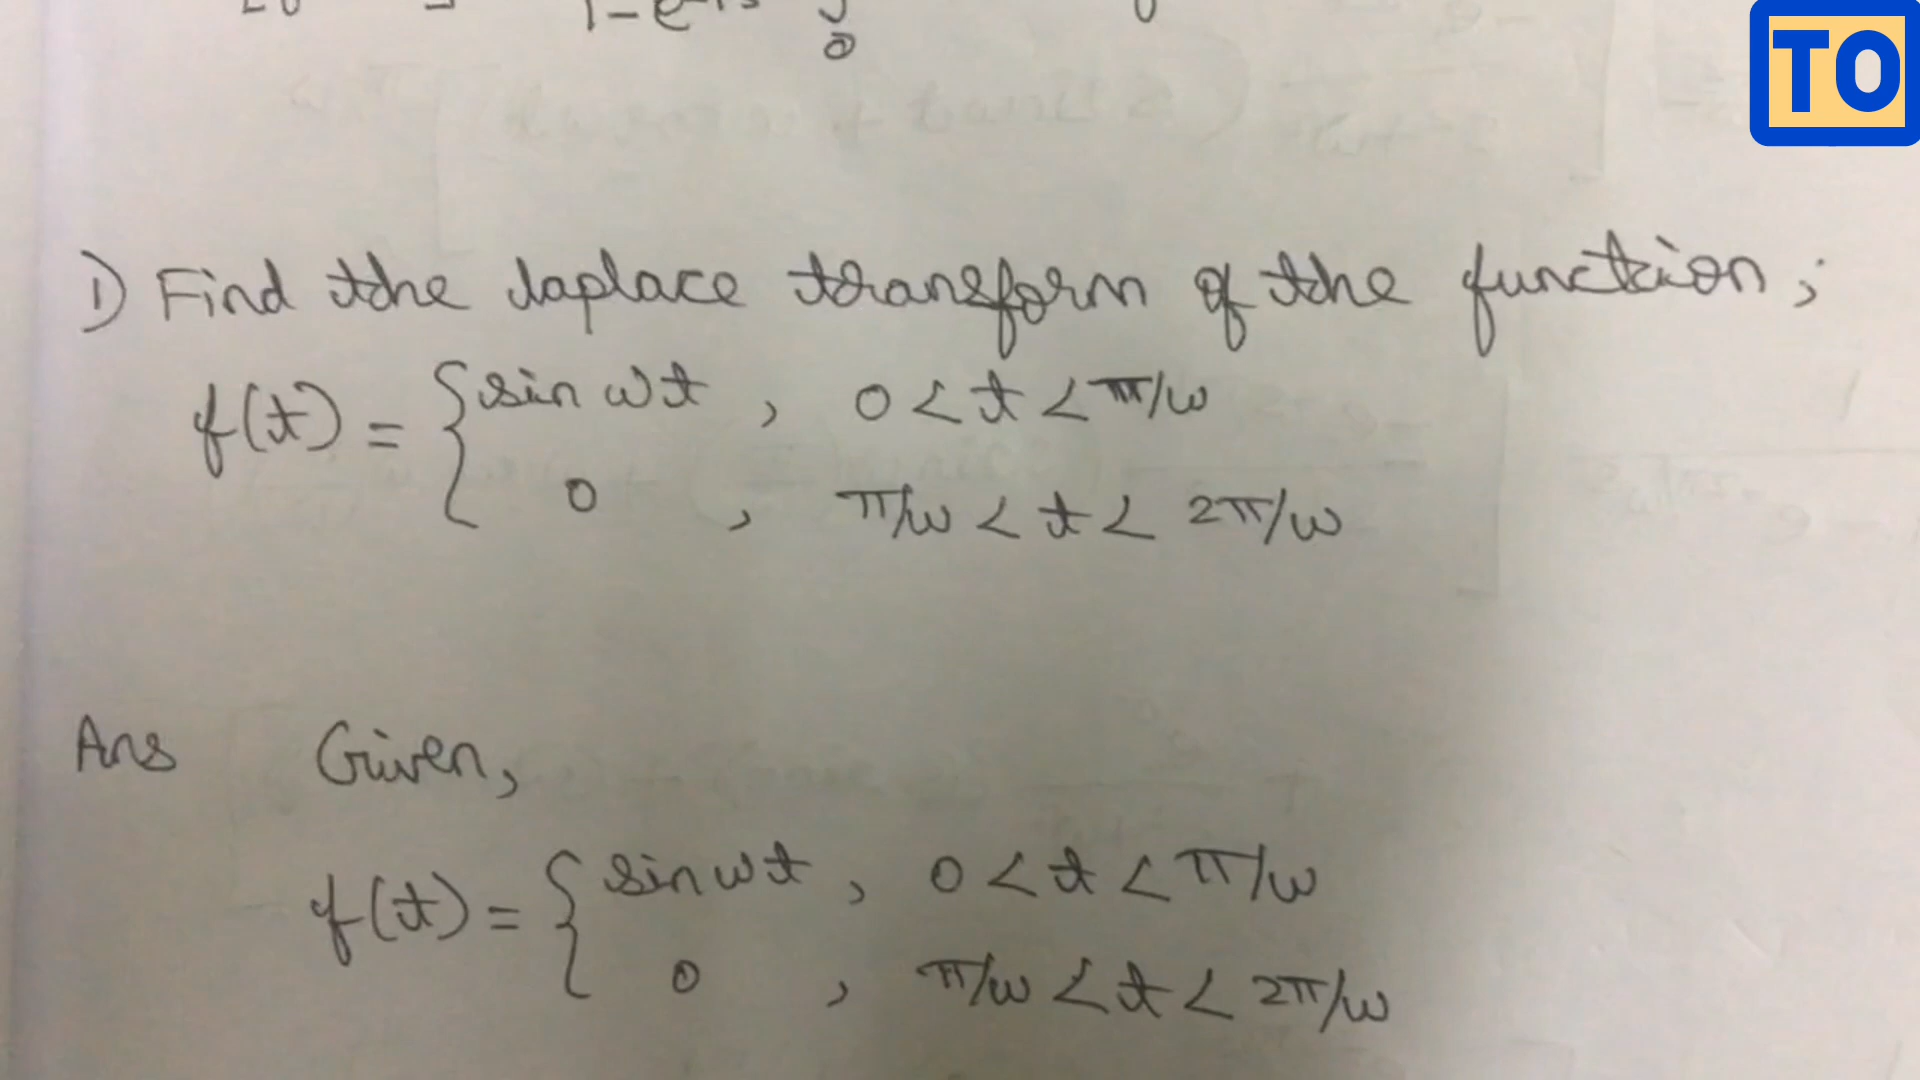 TO
1) Find the laplace transform of the function;
f(t) = { sin ωt , 0 < t < π/ω
0 , π/ω < t < 2π/ω
Ans Given,
f(t) = { sin ωt , 0 < t < π/ω
0 , π/ω < t < 2π/ω